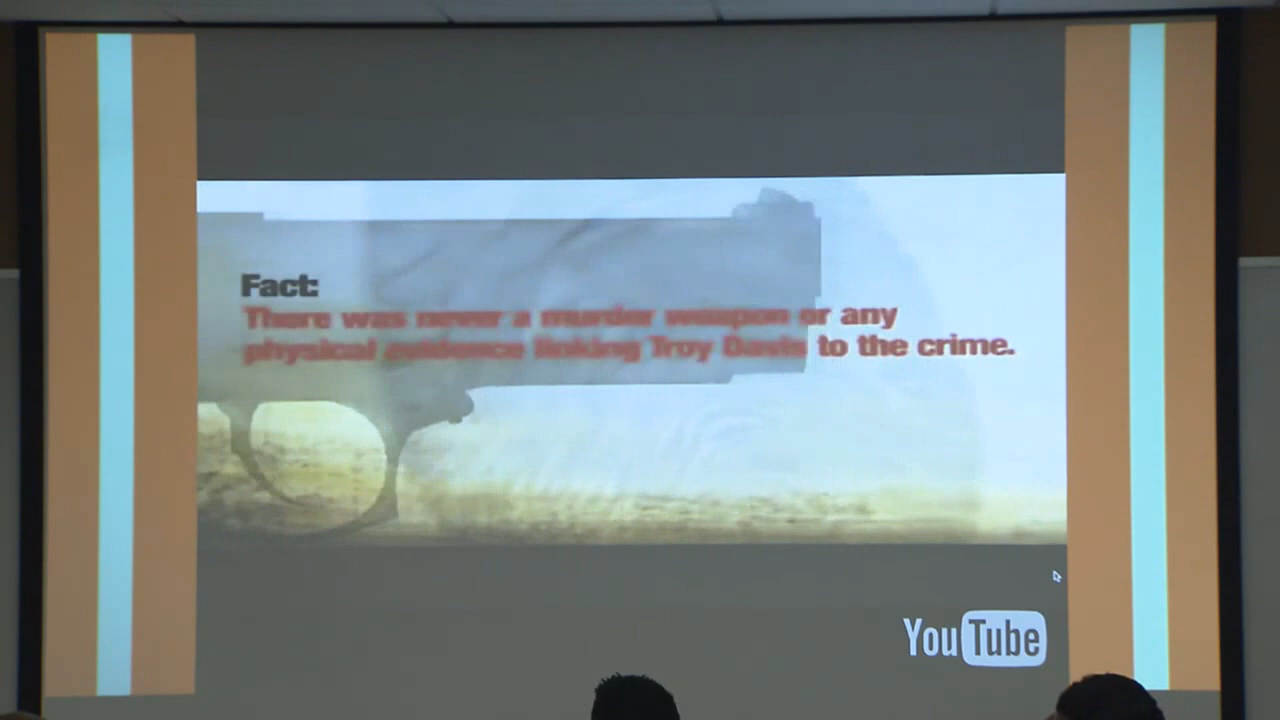 Fact:
There was never a murder weapon or any
physical evidence linking Troy Davis to the crime.
YouTube